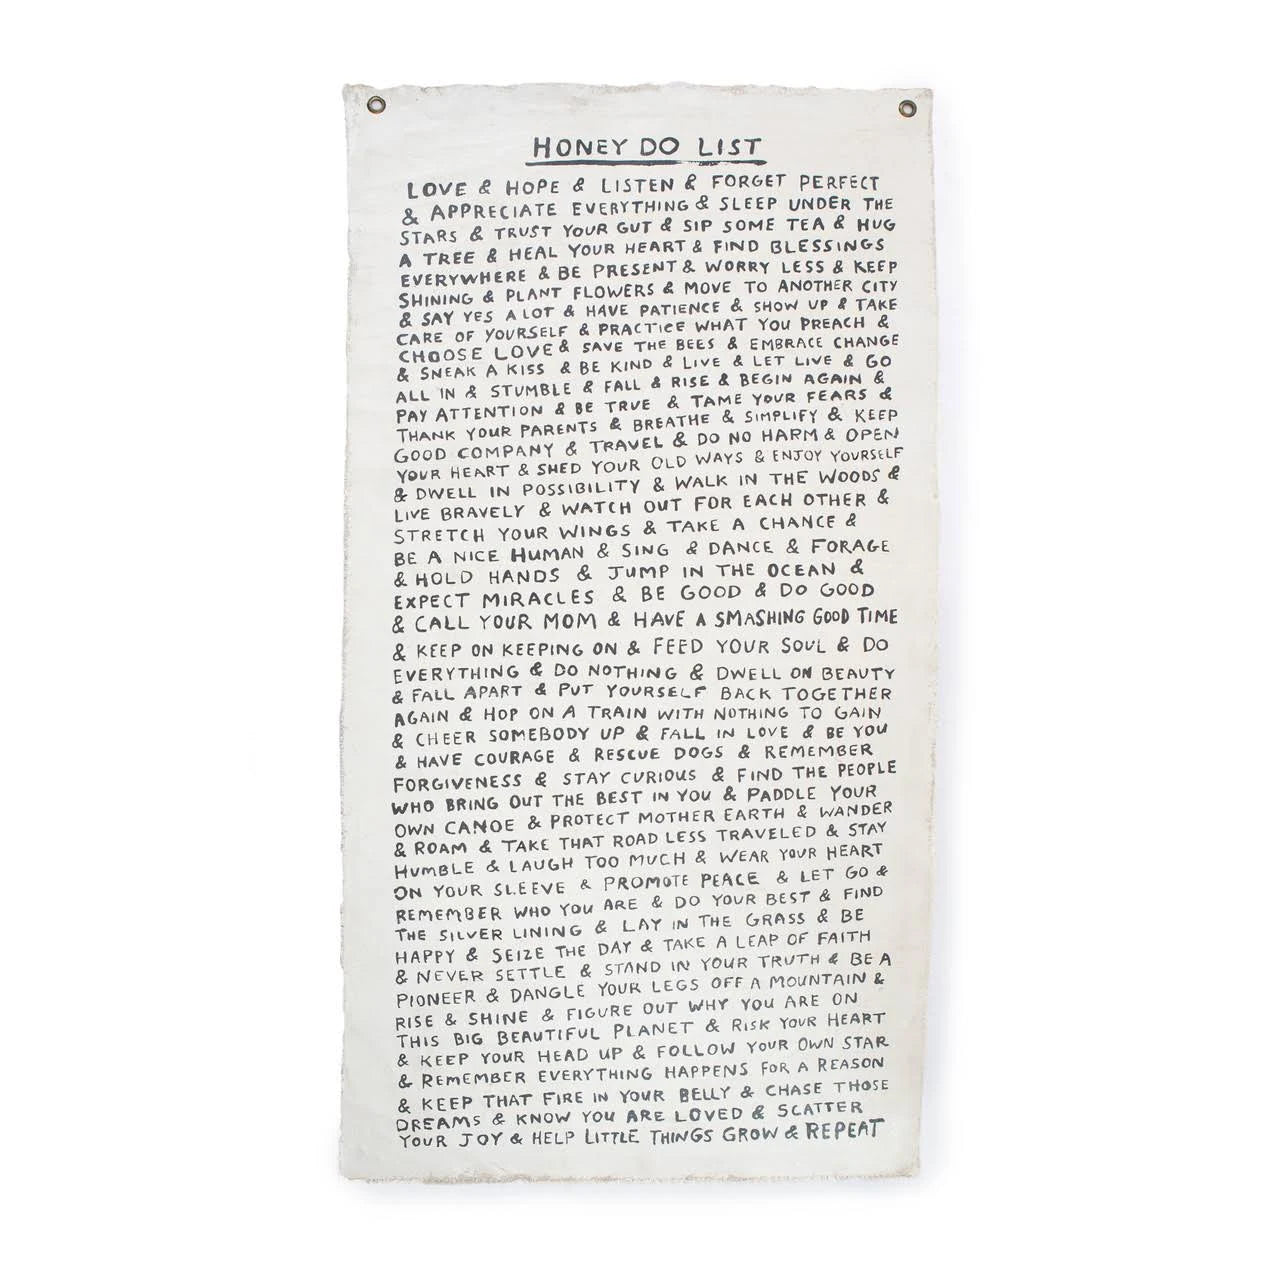 HONEY DO LIST
LOVE & HOPE & LISTEN & FORGET PERFECT
& APPRECIATE EVERYTHING & SLEEP UNDER THE
STARS & TRUST YOUR GUT & SIP SOME TEA & HUG
A TREE & HEAL YOUR HEART & FIND BLESSINGS
EVERYWHERE & BE PRESENT & WORRY LESS & KEEP
SHINING & PLANT FLOWERS & MOVE TO ANOTHER CITY
& SAY YES A LOT & HAVE PATIENCE & SHOW UP & TAKE
CARE OF YOURSELF & PRACTICE WHAT YOU PREACH &
CHOOSE LOVE & SAVE THE BEES & EMBRACE CHANGE
& SNEAK A KISS & BE KIND & LIVE & LET LIVE & GO
ALL IN & STUMBLE & FALL & RISE & BEGIN AGAIN &
PAY ATTENTION & BE TRUE & TAME YOUR FEARS &
THANK YOUR PARENTS & BREATHE & SIMPLIFY & KEEP
GOOD COMPANY & TRAVEL & DO NO HARM & OPEN
YOUR HEART & SHED YOUR OLD WAYS & ENJOY YOURSELF
& DWELL IN POSSIBILITY & WALK IN THE WOODS &
LIVE BRAVELY & WATCH OUT FOR EACH OTHER &
STRETCH YOUR WINGS & TAKE A CHANCE &
BE A NICE HUMAN & SING & DANCE & FORAGE
& HOLD HANDS & JUMP IN THE OCEAN &
EXPECT MIRACLES & BE GOOD & DO GOOD
& CALL YOUR MOM & HAVE A SMASHING GOOD TIME
& KEEP ON KEEPING ON & FEED YOUR SOUL & DO
EVERYTHING & DO NOTHING & DWELL ON BEAUTY
& FALL APART & PUT YOURSELF BACK TOGETHER
AGAIN & HOP ON A TRAIN WITH NOTHING TO GAIN
& CHEER SOMEBODY UP & FALL IN LOVE & BE YOU
& HAVE COURAGE & RESCUE DOGS & REMEMBER
FORGIVENESS & STAY CURIOUS & FIND THE PEOPLE
WHO BRING OUT THE BEST IN YOU & PADDLE YOUR
OWN CANOE & PROTECT MOTHER EARTH & WANDER
& ROAM & TAKE THAT ROAD LESS TRAVELED & STAY
HUMBLE & LAUGH TOO MUCH & WEAR YOUR HEART
ON YOUR SLEEVE & PROMOTE PEACE & LET GO &
REMEMBER WHO YOU ARE & DO YOUR BEST & FIND
THE SILVER LINING & LAY IN THE GRASS & BE
HAPPY & SEIZE THE DAY & TAKE A LEAP OF FAITH
& NEVER SETTLE & STAND IN YOUR TRUTH & BE A
PIONEER & DANGLE YOUR LEGS OFF A MOUNTAIN &
RISE & SHINE & FIGURE OUT WHY YOU ARE ON
THIS BIG BEAUTIFUL PLANET & RISK YOUR HEART
& KEEP YOUR HEAD UP & FOLLOW YOUR OWN STAR
& REMEMBER EVERYTHING HAPPENS FOR A REASON
& KEEP THAT FIRE IN YOUR BELLY & CHASE THOSE
DREAMS & KNOW YOU ARE LOVED & SCATTER
YOUR JOY & HELP LITTLE THINGS GROW & REPEAT